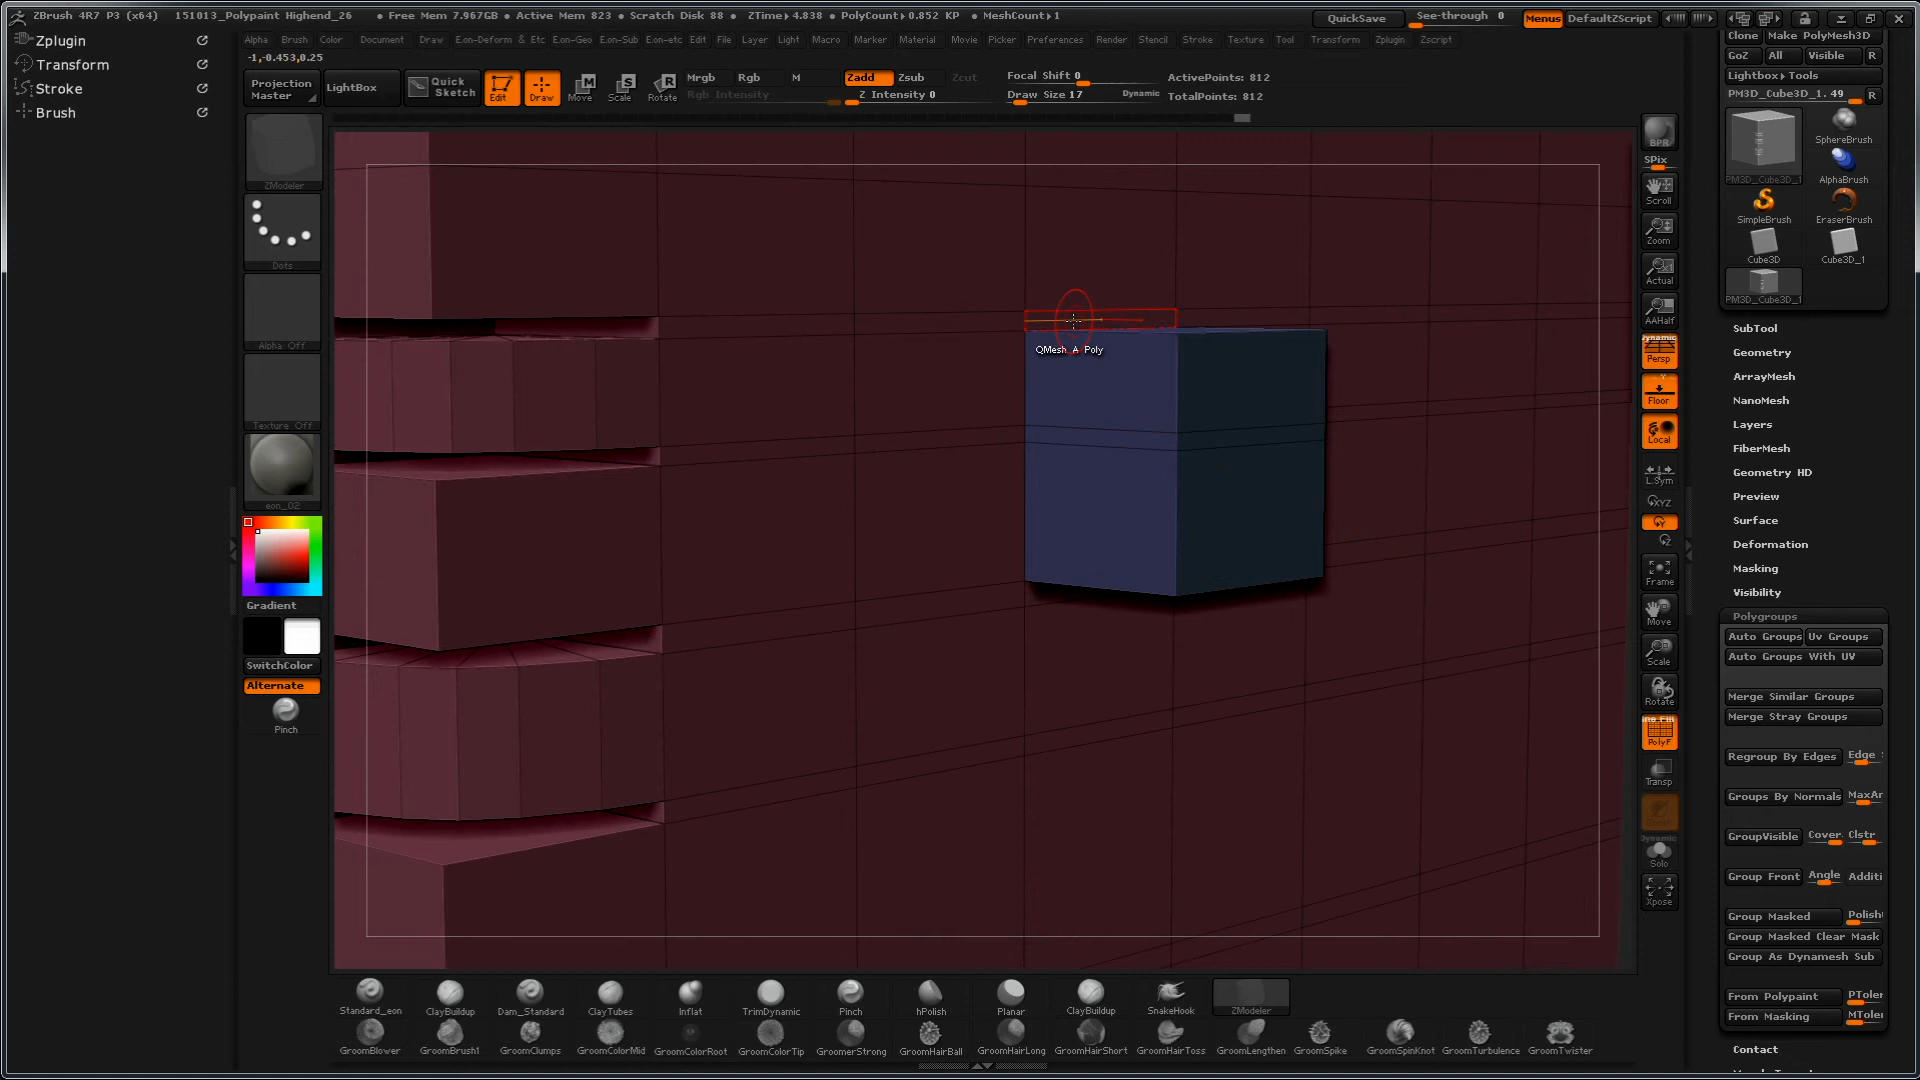 ZBrush 4R7 P3 (x64) 151013_Polypaint Highend_26 • Free Mem 7.967GB • Active Mem 823 • Scratch Disk 88 • ZTime▸4.838 • PolyCount▸0.852 KP • MeshCount▸1 QuickSave See-through 0 Menus DefaultZScript
Zplugin
Transform
Stroke
Brush
Alpha Brush Color Document Draw E.on-Deform & Etc E.on-Geo E.on-Sub E.on-etc Edit File Layer Light Macro Marker Material Movie Picker Preferences Render Stencil Stroke Texture Tool Transform Zplugin Zscript
-1,-0.453,0.25
Projection Master
LightBox
Quick Sketch
Edit
Draw
Move
Scale
Rotate
Mrgb Rgb M Zadd Zsub Zcut
Rgb Intensity Z Intensity 0
Focal Shift 0
Draw Size 17 Dynamic
ActivePoints: 812
TotalPoints: 812
ZModeler
Dots
Alpha Off
Texture Off
eon_02
Gradient
SwitchColor
Alternate
Pinch
QMesh A Poly
BPR
SPix
Scroll
Zoom
Actual
AAHalf
Dynamic
Persp
Floor
Local
L.Sym
XYZ
Y
Z
Frame
Move
Scale
Rotate
Line Fill
PolyF
Transp
Dynamic
Solo
Xpose
Clone Make PolyMesh3D
GoZ All Visible R
Lightbox▸Tools
PM3D_Cube3D_1. 49 R
PM3D_Cube3D_1
SphereBrush
AlphaBrush
SimpleBrush
EraserBrush
Cube3D
Cube3D_1
PM3D_Cube3D_1
SubTool
Geometry
ArrayMesh
NanoMesh
Layers
FiberMesh
Geometry HD
Preview
Surface
Deformation
Masking
Visibility
Polygroups
Auto Groups Uv Groups
Auto Groups With UV
Merge Similar Groups
Merge Stray Groups
Regroup By Edges Edge
Groups By Normals MaxAr
GroupVisible Cover Clstr
Group Front Angle Additi
Group Masked Polish
Group Masked Clear Mask
Group As Dynamesh Sub
From Polypaint PToler
From Masking MToler
Contact
Standard_eon ClayBuildup Dam_Standard ClayTubes Inflat TrimDynamic Pinch hPolish Planar ClayBuildup SnakeHook ZModeler
GroomBlower GroomBrush1 GroomClumps GroomColorMid GroomColorRoot GroomColorTip GroomerStrong GroomHairBall GroomHairLong GroomHairShort GroomHairToss GroomLengthen GroomSpike GroomSpinKnot GroomTurbulence GroomTwister